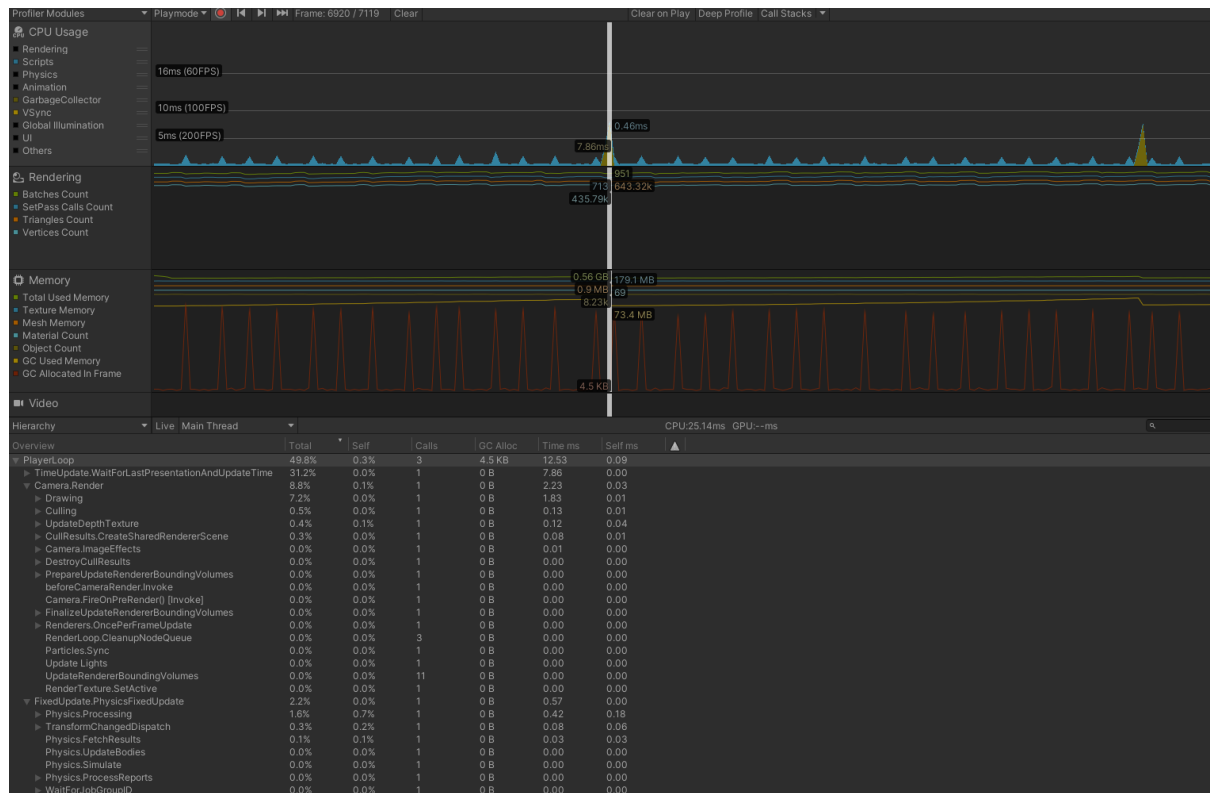 Profiler Modules Playmode Frame: 6920 / 7119 Clear Clear on Play Deep Profile Call Stacks
CPU Usage
Rendering
Scripts
Physics
Animation
GarbageCollector
VSync
Global Illumination
UI
Others
16ms (60FPS)
10ms (100FPS)
5ms (200FPS)
0.46ms
7.86ms
Rendering
Batches Count
SetPass Calls Count
Triangles Count
Vertices Count
951
713 643.32k
435.79k
Memory
Total Used Memory
Texture Memory
Mesh Memory
Material Count
Object Count
GC Used Memory
GC Allocated In Frame
0.56 GB 179.1 MB
0.9 MB 69
8.23k
73.4 MB
4.5 KB
Video
Hierarchy Live Main Thread CPU:25.14ms GPU:--ms
Overview Total Self Calls GC Alloc Time ms Self ms
PlayerLoop 49.8% 0.3% 3 4.5 KB 12.53 0.09
TimeUpdate.WaitForLastPresentationAndUpdateTime 31.2% 0.0% 1 0 B 7.86 0.00
Camera.Render 8.8% 0.1% 1 0 B 2.23 0.03
Drawing 7.2% 0.0% 1 0 B 1.83 0.01
Culling 0.5% 0.0% 1 0 B 0.13 0.01
UpdateDepthTexture 0.4% 0.1% 1 0 B 0.12 0.04
CullResults.CreateSharedRendererScene 0.3% 0.0% 1 0 B 0.08 0.01
Camera.ImageEffects 0.0% 0.0% 1 0 B 0.01 0.00
DestroyCullResults 0.0% 0.0% 1 0 B 0.00 0.00
PrepareUpdateRendererBoundingVolumes 0.0% 0.0% 1 0 B 0.00 0.00
beforeCameraRender.Invoke 0.0% 0.0% 1 0 B 0.00 0.00
Camera.FireOnPreRender() [Invoke] 0.0% 0.0% 1 0 B 0.00 0.00
FinalizeUpdateRendererBoundingVolumes 0.0% 0.0% 1 0 B 0.00 0.00
Renderers.OncePerFrameUpdate 0.0% 0.0% 1 0 B 0.00 0.00
RenderLoop.CleanupNodeQueue 0.0% 0.0% 3 0 B 0.00 0.00
Particles.Sync 0.0% 0.0% 1 0 B 0.00 0.00
Update Lights 0.0% 0.0% 1 0 B 0.00 0.00
UpdateRendererBoundingVolumes 0.0% 0.0% 11 0 B 0.00 0.00
RenderTexture.SetActive 0.0% 0.0% 1 0 B 0.00 0.00
FixedUpdate.PhysicsFixedUpdate 2.2% 0.0% 1 0 B 0.57 0.00
Physics.Processing 1.6% 0.7% 1 0 B 0.42 0.18
TransformChangedDispatch 0.3% 0.2% 1 0 B 0.08 0.06
Physics.FetchResults 0.1% 0.1% 1 0 B 0.03 0.03
Physics.UpdateBodies 0.0% 0.0% 1 0 B 0.00 0.00
Physics.Simulate 0.0% 0.0% 1 0 B 0.00 0.00
Physics.ProcessReports 0.0% 0.0% 1 0 B 0.00 0.00
WaitForJobGroupID 0.0% 0.0% 1 0 B 0.00 0.00